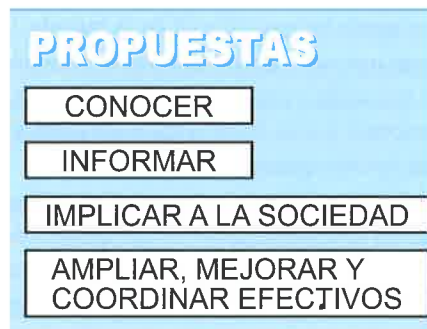 PROPUESTAS
CONOCER
INFORMAR
IMPLICAR A LA SOCIEDAD
AMPLIAR, MEJORAR Y
COORDINAR EFECTIVOS